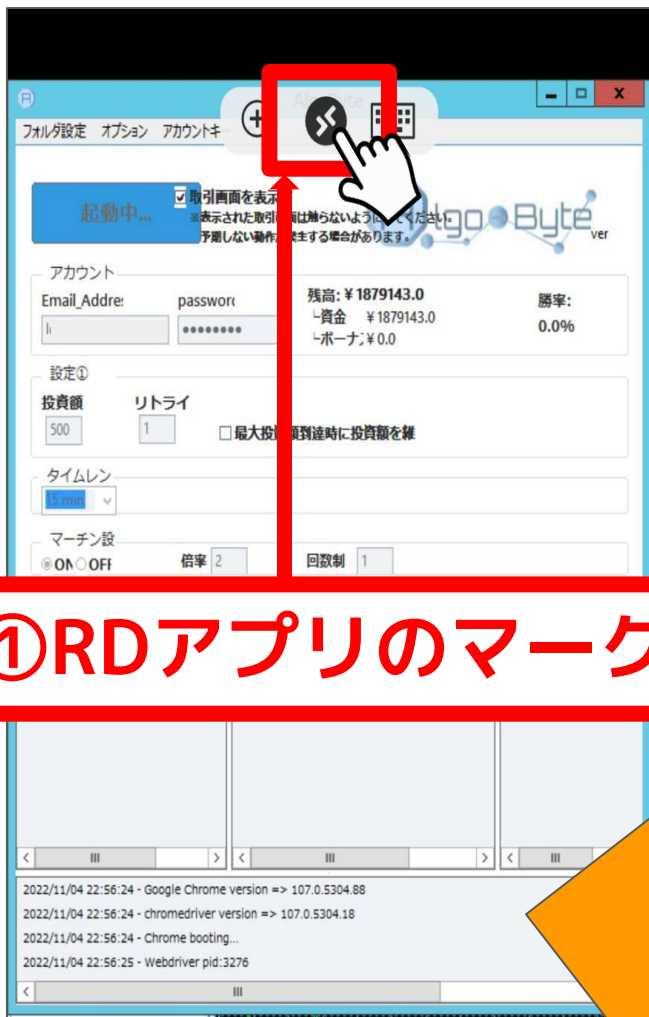 フォルダ設定 オプション アカウントキー
起動中...
取引画面を表示
※表示された取引画面は触らないようにしてください。
予期しない動作が発生する場合があります。
Algo Byte
ver
アカウント
Email_Addre:
password
残高: ¥ 1879143.0
勝率:
└資金 ¥ 1879143.0
0.0%
••••••••
└ボーナ; ¥ 0.0
設定①
投資額 リトライ
500
1
最大投資額到達時に投資額を維
タイムレン
15 min
マーチン設
ON OFF
倍率 2
回数制 1
①RDアプリのマーク
2022/11/04 22:56:24 - Google Chrome version => 107.0.5304.88
2022/11/04 22:56:24 - chromedriver version => 107.0.5304.18
2022/11/04 22:56:24 - Chrome booting...
2022/11/04 22:56:25 - Webdriver pid:3276